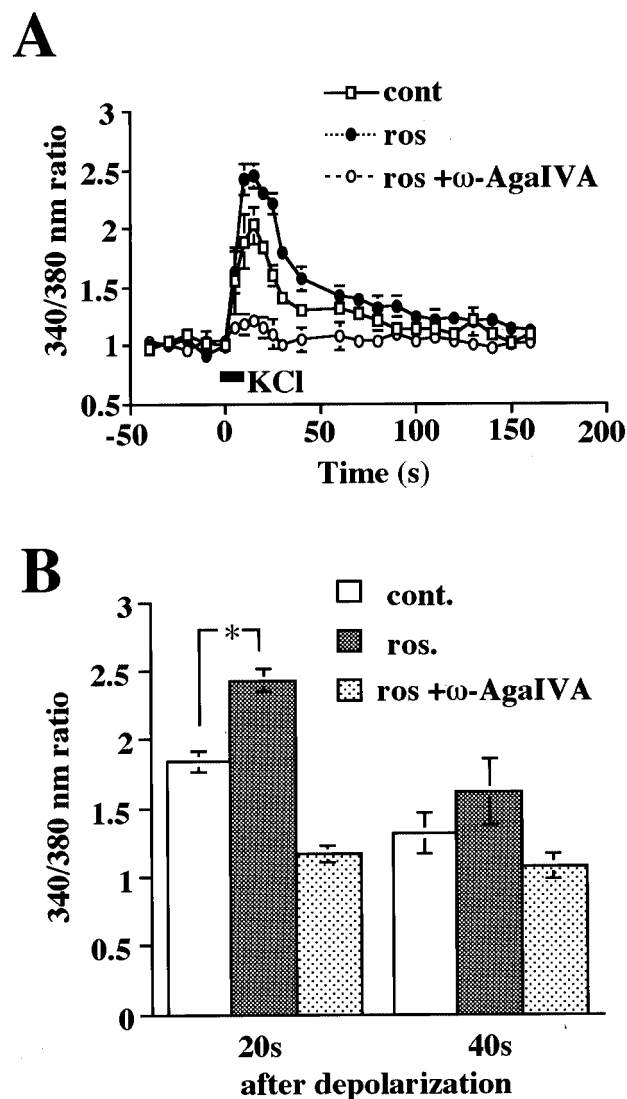 A
cont
ros
ros +ω-AgaIVA
340/380 nm ratio
3
2.5
2
1.5
1
0.5
KCl
-50
0
50
100
150
200
Time (s)
B
cont.
ros.
ros +ω-AgaIVA
340/380 nm ratio
3
2.5
2
1.5
1
0.5
0
*
20s
40s
after depolarization